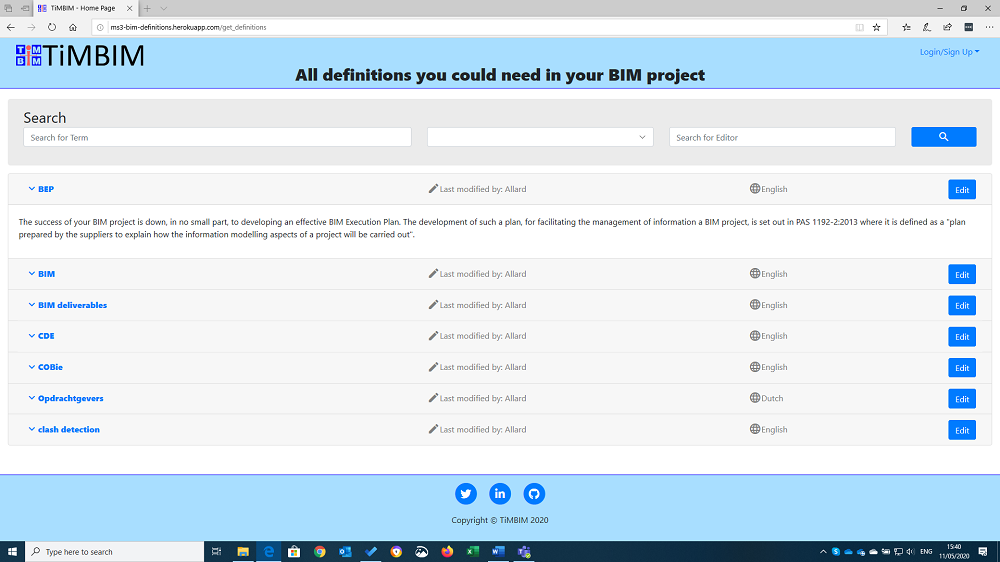 TiMBIM - Home Page
ms3-bim-definitions.herokuapp.com/get_definitions
TiM BIM TiMBIM
Login/Sign Up
All definitions you could need in your BIM project
Search
Search for Term
Search for Editor
BEP Last modified by: Allard English Edit
The success of your BIM project is down, in no small part, to developing an effective BIM Execution Plan. The development of such a plan, for facilitating the management of information a BIM project, is set out in PAS 1192-2:2013 where it is defined as a "plan
prepared by the suppliers to explain how the information modelling aspects of a project will be carried out".
BIM Last modified by: Allard English Edit
BIM deliverables Last modified by: Allard English Edit
CDE Last modified by: Allard English Edit
COBie Last modified by: Allard English Edit
Opdrachtgevers Last modified by: Allard Dutch Edit
clash detection Last modified by: Allard English Edit
Copyright © TiMBIM 2020
Type here to search
ENG
15:40
11/05/2020